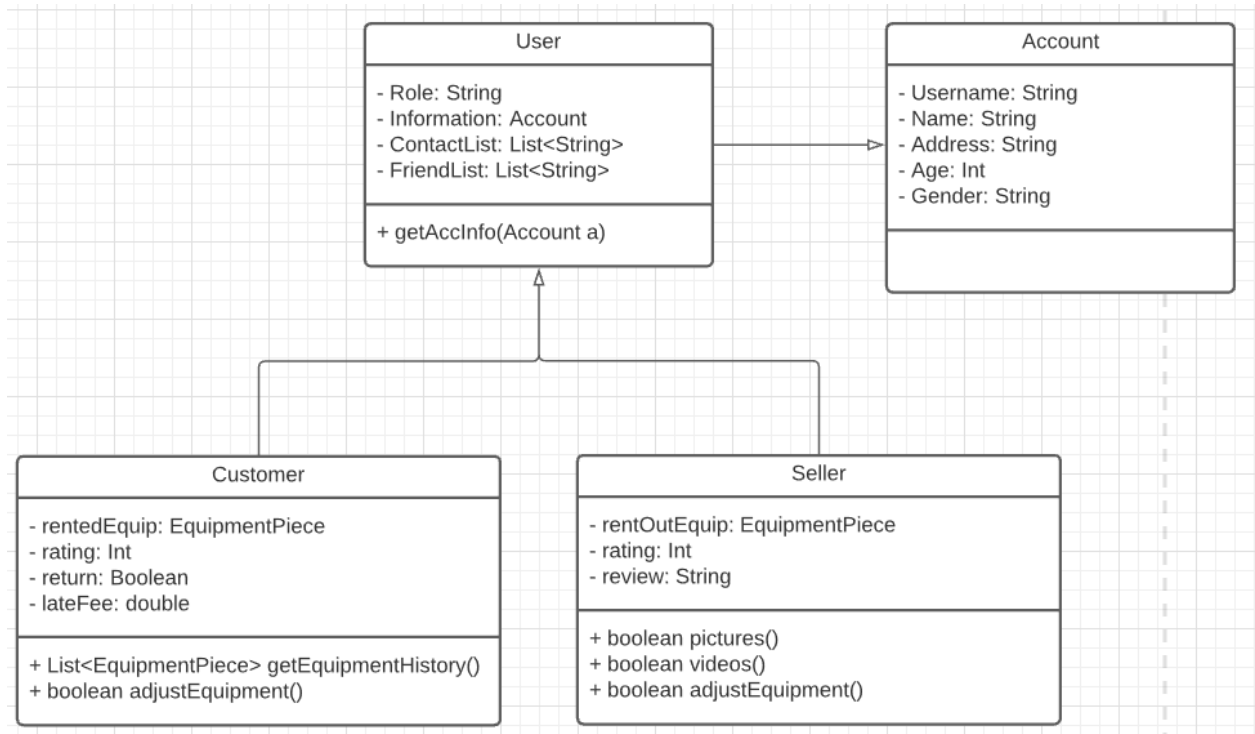 User
- Role: String
- Information: Account
- ContactList: List<String>
- FriendList: List<String>
+ getAccInfo(Account a)
Account
- Username: String
- Name: String
- Address: String
- Age: Int
- Gender: String
Customer
- rentedEquip: EquipmentPiece
- rating: Int
- return: Boolean
- lateFee: double
+ List<EquipmentPiece> getEquipmentHistory()
+ boolean adjustEquipment()
Seller
- rentOutEquip: EquipmentPiece
- rating: Int
- review: String
+ boolean pictures()
+ boolean videos()
+ boolean adjustEquipment()